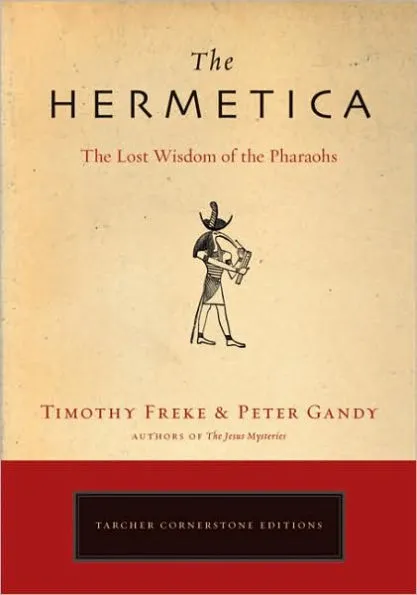 The
HERMETICA
The Lost Wisdom of the Pharaohs
TIMOTHY FREKE & PETER GANDY
AUTHORS OF The Jesus Mysteries
TARCHER CORNERSTONE EDITIONS